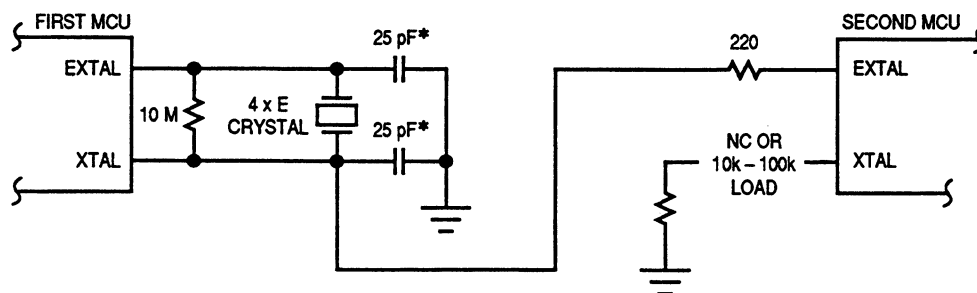 FIRST MCU
SECOND MCU
25 pF*
220
EXTAL
EXTAL
10 M
4 x E
CRYSTAL
25 pF*
NC OR
10k – 100k
LOAD
XTAL
XTAL